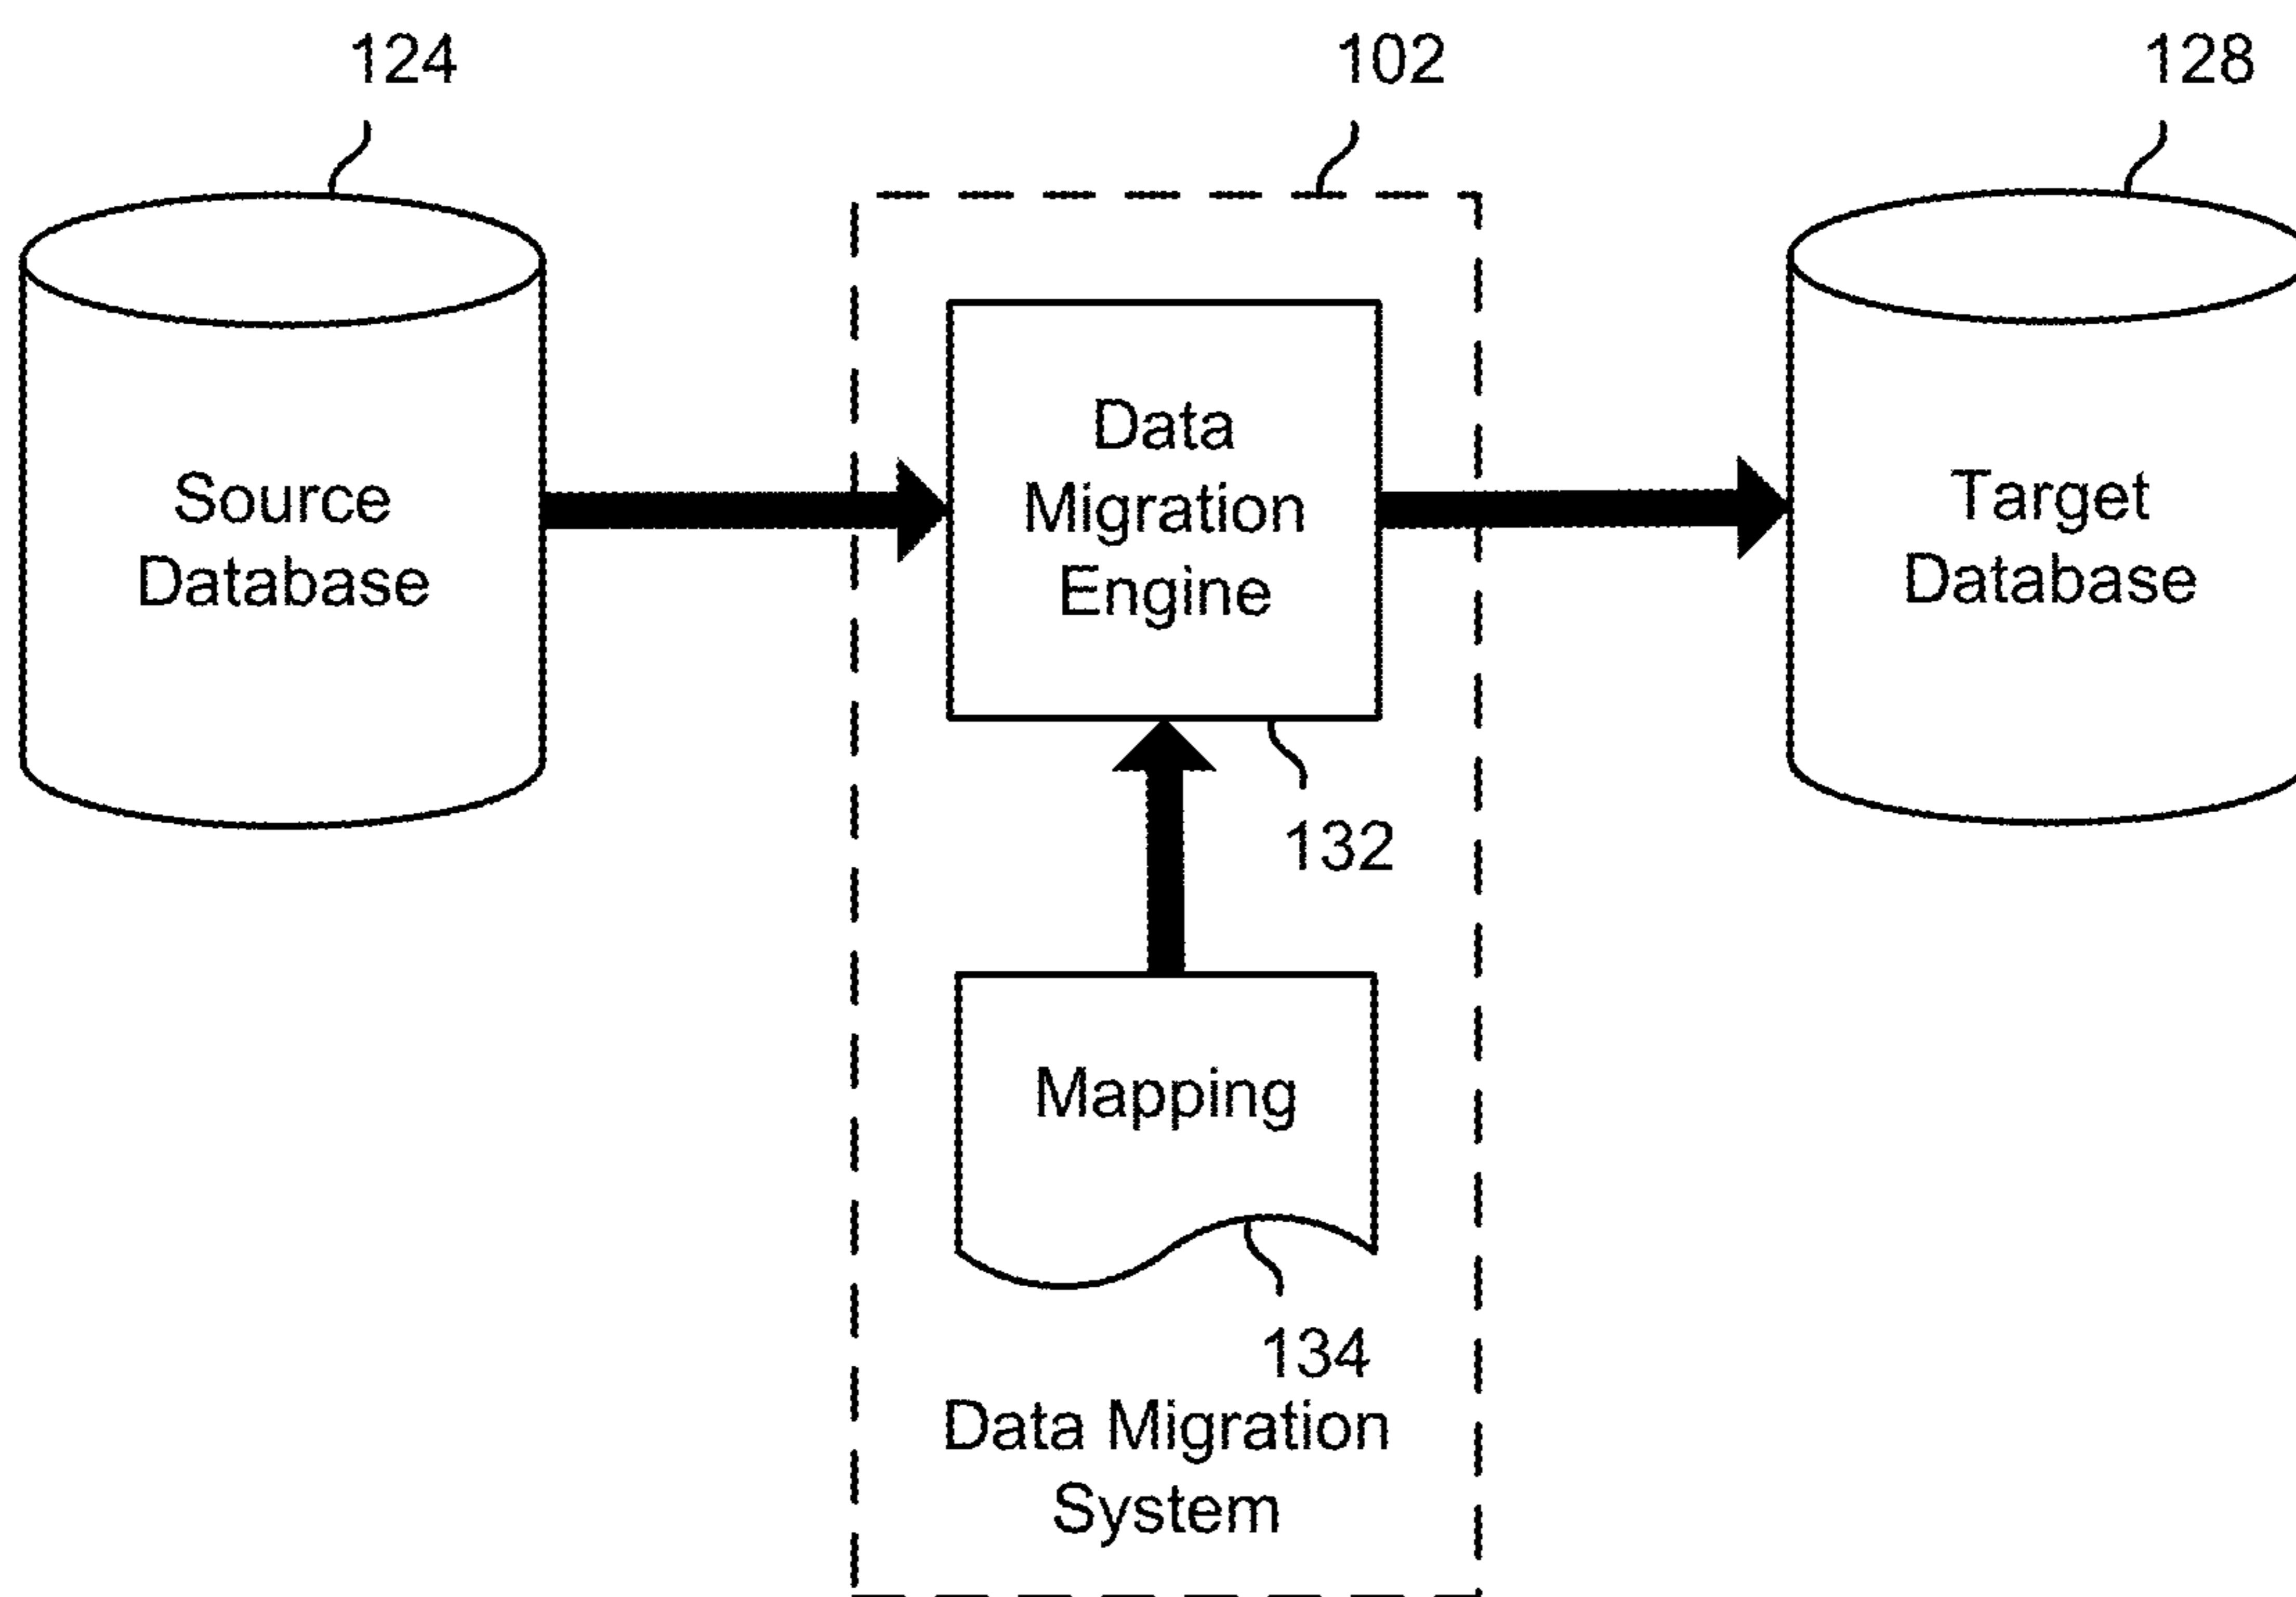 124
102
128
Source
Database
Data
Migration
Engine
Target
Database
132
Mapping
134
Data Migration
System